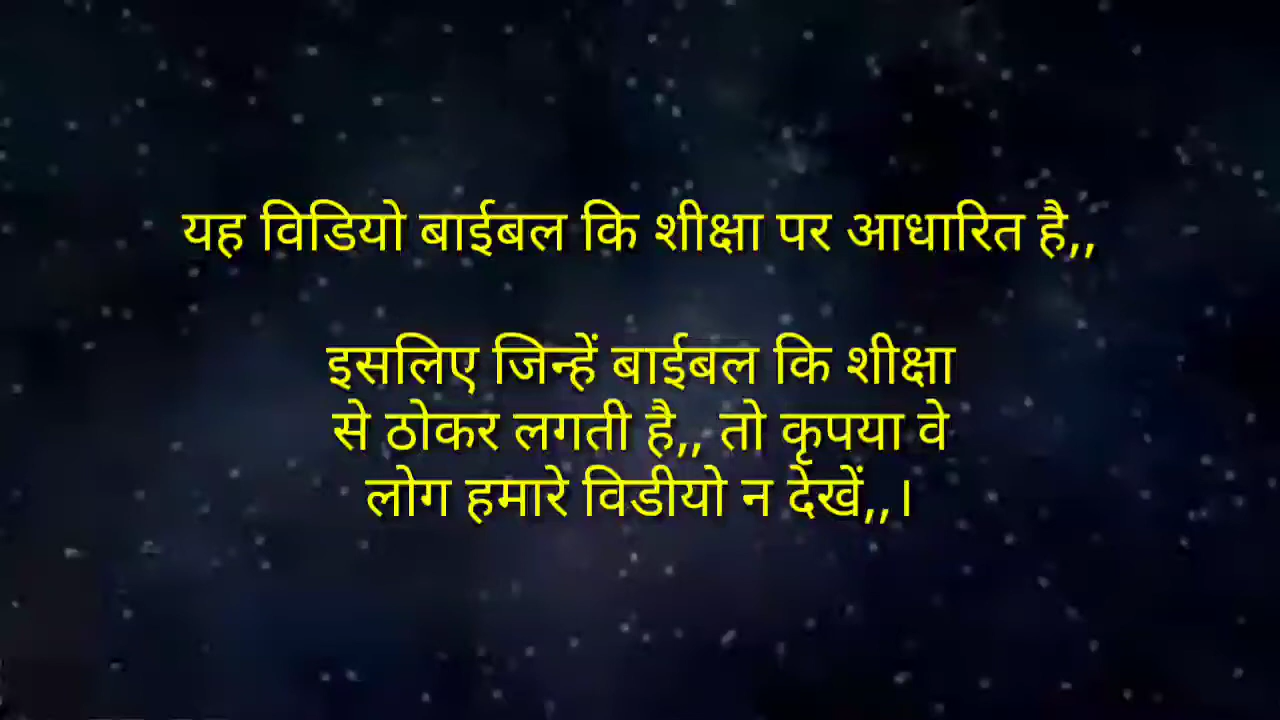 यह विडियो बाईबल कि शीक्षा पर आधारित है,,
इसलिए जिन्हें बाईबल कि शीक्षा
से ठोकर लगती है,, तो कृपया वे
लोग हमारे विडीयो न देखें,,।